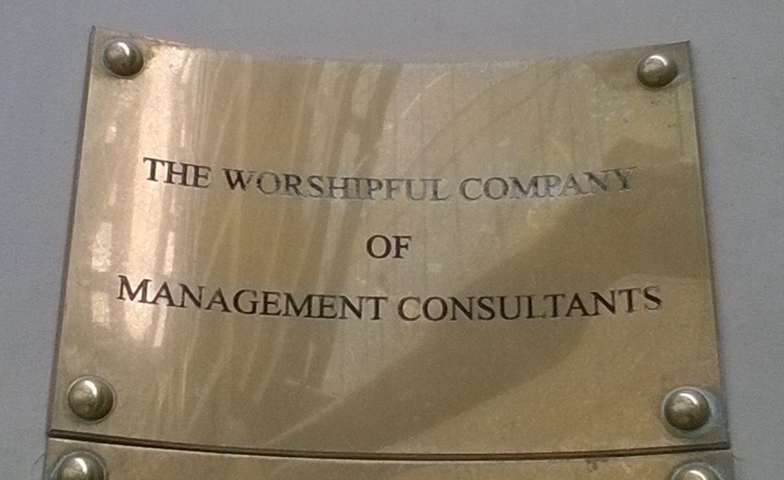 THE WORSHIPFUL COMPANY
OF
MANAGEMENT CONSULTANTS